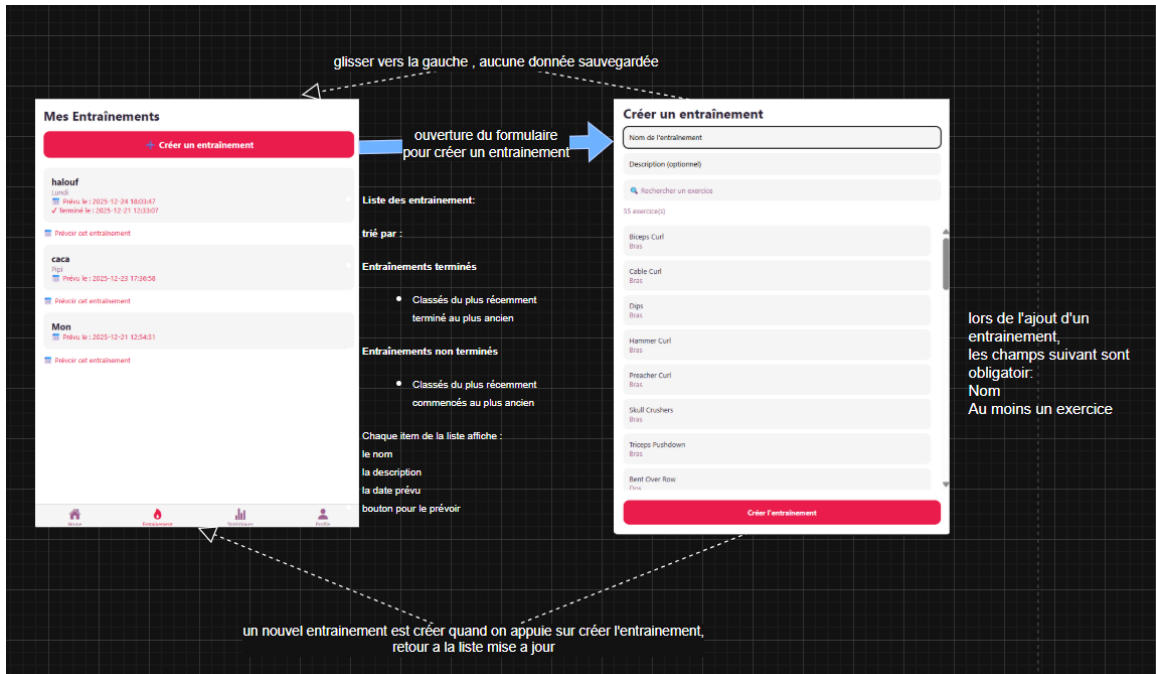 glisser vers la gauche , aucune donnée sauvegardée
Mes Entraînements
+ Créer un entraînement
halouf
Lundi
Prévu le : 2025-12-24 18:03:47
✓ Terminé le : 2025-12-21 12:33:07
Prévoir cet entraînement
caca
Pipi
Prévu le : 2025-12-23 17:36:58
Prévoir cet entraînement
Mon
Prévu le : 2025-12-21 12:54:31
Prévoir cet entraînement
Entraînement
Statistiques
Profile
ouverture du formulaire
pour créer un entrainement
Liste des entrainement:
trié par :
Entraînements terminés
• Classés du plus récemment
terminé au plus ancien
Entraînements non terminés
• Classés du plus récemment
commencés au plus ancien
Chaque item de la liste affiche :
le nom
la description
la date prévu
bouton pour le prévoir
Créer un entraînement
Nom de l'entraînement
Description (optionnel)
Rechercher un exercice
55 exercice(s)
Biceps Curl
Bras
Cable Curl
Bras
Dips
Bras
Hammer Curl
Bras
Preacher Curl
Bras
Skull Crushers
Bras
Triceps Pushdown
Bras
Bent Over Row
Dos
Créer l'entraînement
lors de l'ajout d'un
entrainement,
les champs suivant sont
obligatoir:
Nom
Au moins un exercice
un nouvel entrainement est créer quand on appuie sur créer l'entrainement,
retour a la liste mise a jour